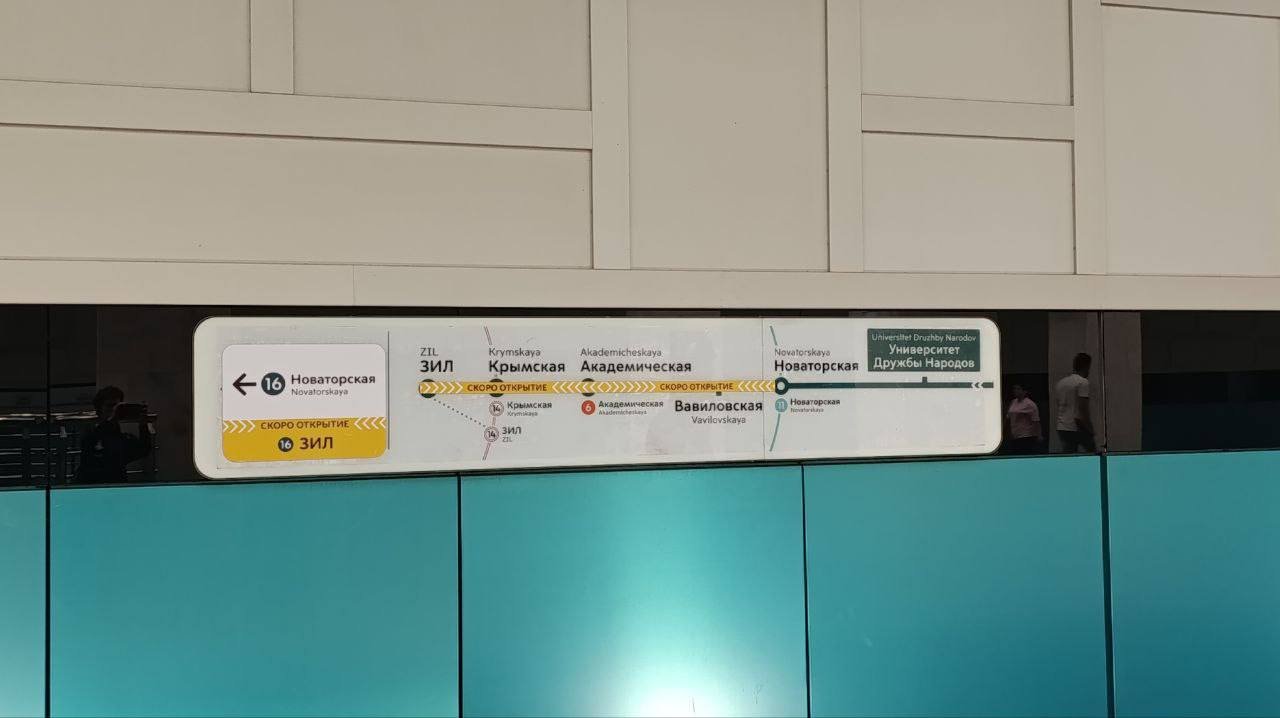 16 Новаторская
Novatorskaya
СКОРО ОТКРЫТИЕ
16 ЗИЛ
ZIL
ЗИЛ
Krymskaya
Крымская
Akademicheskaya
Академическая
СКОРО ОТКРЫТИЕ
СКОРО ОТКРЫТИЕ
14 Крымская
Krymskaya
14 ЗИЛ
ZIL
6 Академическая
Akademicheskaya
Вавиловская
Vavilovskaya
Novatorskaya
Новаторская
11 Новаторская
Novatorskaya
Universitet Druzhby Narodov
Университет
Дружбы Народов